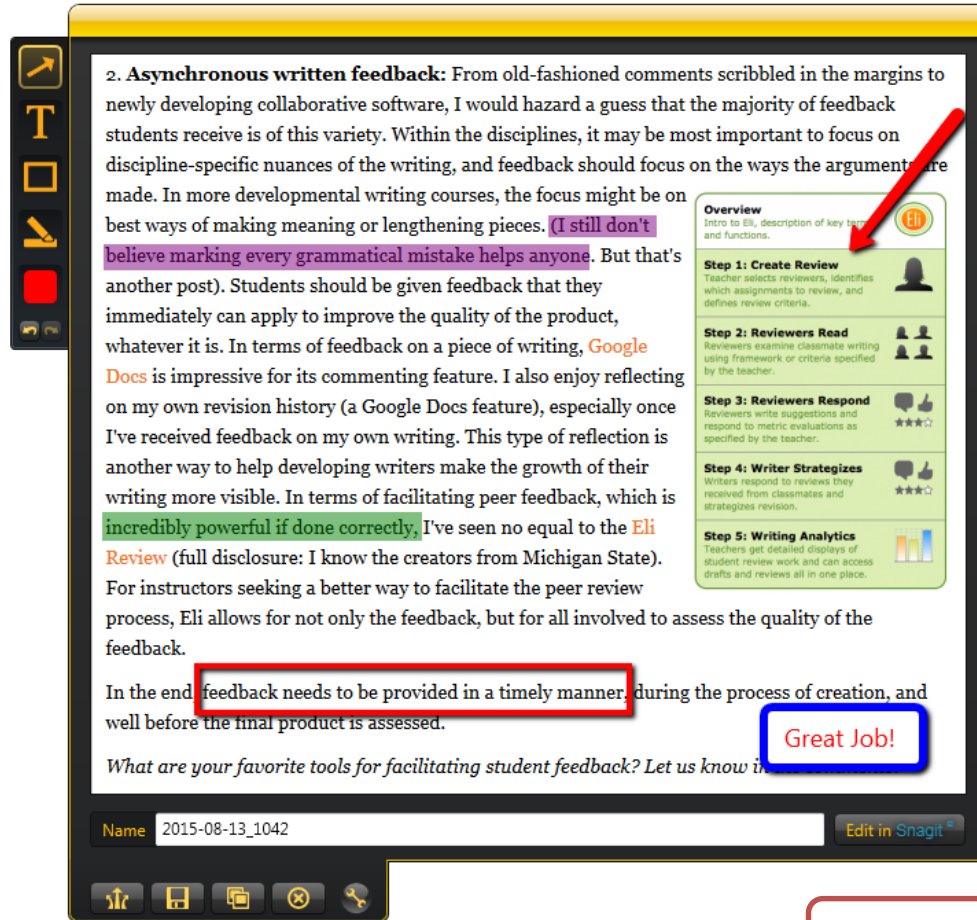 2. Asynchronous written feedback: From old-fashioned comments scribbled in the margins to
newly developing collaborative software, I would hazard a guess that the majority of feedback
students receive is of this variety. Within the disciplines, it may be most important to focus on
discipline-specific nuances of the writing, and feedback should focus on the ways the arguments are
made. In more developmental writing courses, the focus might be on
best ways of making meaning or lengthening pieces. (I still don't
believe marking every grammatical mistake helps anyone. But that's
another post). Students should be given feedback that they
immediately can apply to improve the quality of the product,
whatever it is. In terms of feedback on a piece of writing, Google
Docs is impressive for its commenting feature. I also enjoy reflecting
on my own revision history (a Google Docs feature), especially once
I've received feedback on my own writing. This type of reflection is
another way to help developing writers make the growth of their
writing more visible. In terms of facilitating peer feedback, which is
incredibly powerful if done correctly, I've seen no equal to the Eli
Review (full disclosure: I know the creators from Michigan State).
For instructors seeking a better way to facilitate the peer review
process, Eli allows for not only the feedback, but for all involved to assess the quality of the
feedback.
Overview
Intro to Eli, description of key
and functions.
Eli
Step 1: Create Review
Teacher selects reviewers, identifies
which assignments to review, and
defines review criteria.
Step 2: Reviewers Read
Reviewers examine classmate writing
using framework or criteria specified
by the teacher.
Step 3: Reviewers Respond
Reviewers write suggestions and
respond to metric evaluations as
specified by the teacher.
Step 4: Writer Strategizes
Writers respond to reviews they
received from classmates and
strategizes revision.
Step 5: Writing Analytics
Teachers get detailed displays of
student review work and can access
drafts and reviews all in one place.
In the end, feedback needs to be provided in a timely manner, during the process of creation, and
well before the final product is assessed.
Great Job!
What are your favorite tools for facilitating student feedback? Let us know in
T
Name 2015-08-13_1042
Edit in Snagit